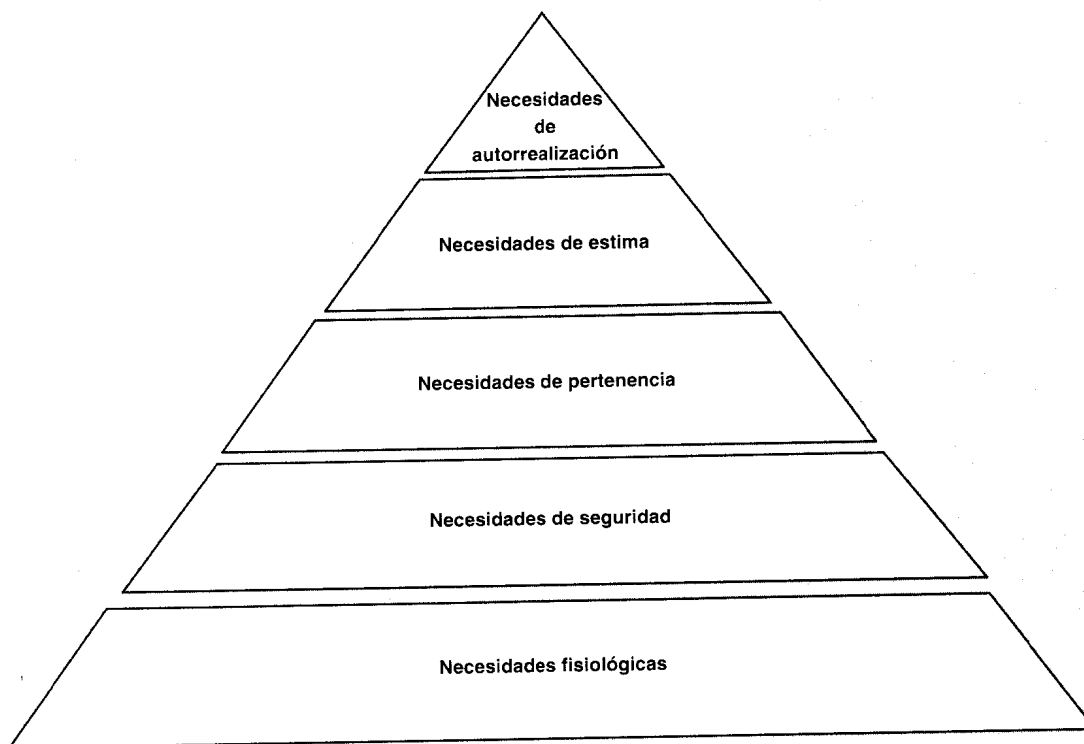 Necesidades
de
autorrealización
Necesidades de estima
Necesidades de pertenencia
Necesidades de seguridad
Necesidades fisiológicas